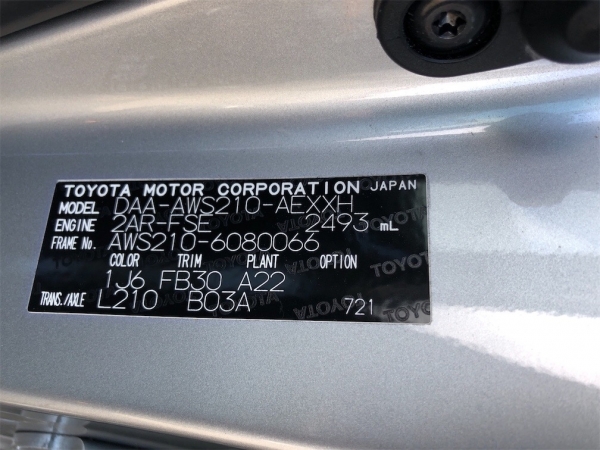 TOYOTA MOTOR CORPORATION JAPAN
MODEL DAA-AWS210-AEXXH
ENGINE 2AR-FSE 2493 mL
FRAME No. AWS210-6080066
COLOR TRIM PLANT OPTION
1J6 FB30 A22
TRANS./AXLE L210 B03A 721